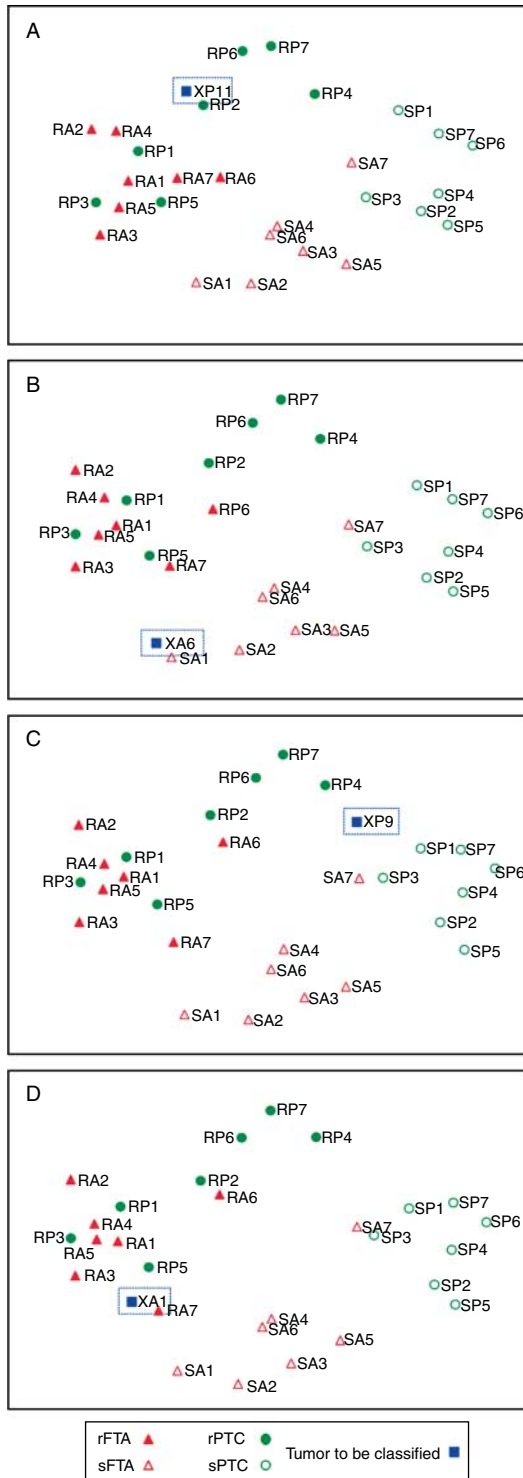 A
RP6 RP7
XP11
RP2 RP4
SP1
RA2 RA4
SP7
SP6
RP1
SA7
RA1 RA7 RA6
RP3 RA5 RP5
SP3 SP4
SP2
SP5
RA3
SA4
SA6
SA3
SA5
SA1 SA2
B
RP7
RP6
RP4
RP2
RA2
SP1
RA4 RP1
SP7
SP6
RP6
RA1
SA7
RP3 RA5
SP3 SP4
RP5
RA3 RA7
SP2
SP5
SA4
SA6
SA3 SA5
XA6
SA2
SA1
C
RP7
RP6
RP4
RP2
XP9
RA2
RA6
SP1 SP7
RP1
RA4
SP6
RP3 RA1
SA7 SP3
RA5
SP4
RP5
RA3
SP2
RA7
SA4
SP5
SA6
SA5
SA3
SA1 SA2
D
RP7
RP6 RP4
RA2
RP2
RA6
SP7
RP1
SP1
SP6
RA4
SA7
RP3
SP3
RA5 RA1
SP4
RP5
RA3
SP2
XA1
SP5
RA7
SA4
SA6
SA5
SA3
SA1
SA2
rFTA rPTC
Tumor to be classified
sFTA sPTC